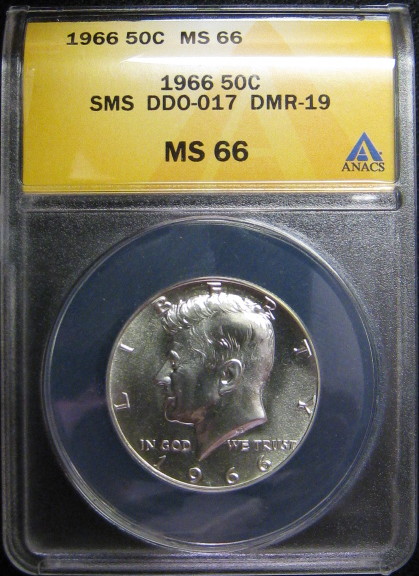 1966 50C MS 66
1966 50C
SMS DDO-017 DMR-19
MS 66
ANACS
LIBERTY
IN GOD WE TRUST
1966